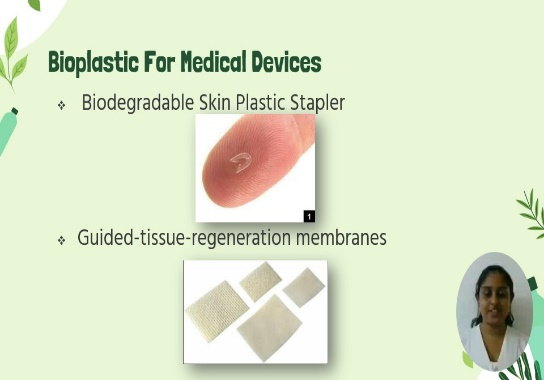 Bioplastic For Medical Devices
Biodegradable Skin Plastic Stapler
1
Guided-tissue-regeneration membranes